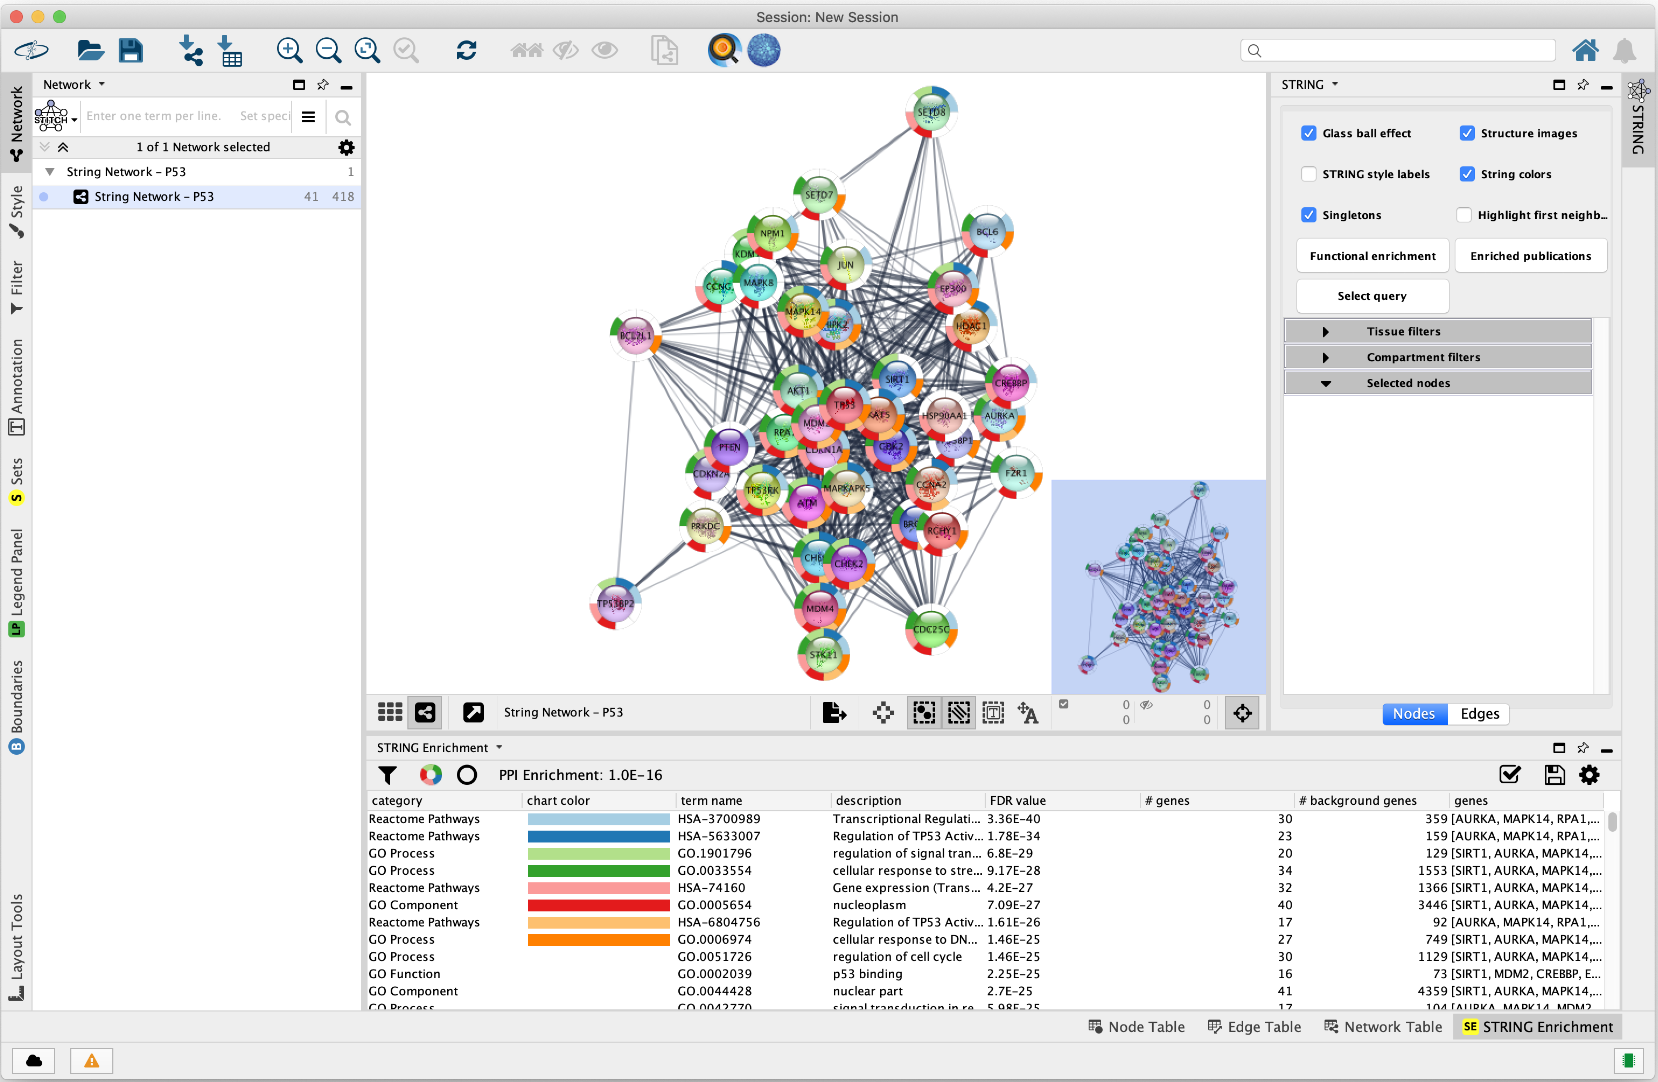 Session: New Session
Network
STITCH
Enter one term per line.
Set speci
1 of 1 Network selected
String Network - P53
1
String Network - P53
41
418
Network
Style
Filter
Annotation
Sets
Legend Panel
Boundaries
Layout Tools
SETD8
SETD7
NPM1
BCL6
KDM
JUN
CCNG
MAPK8
EP300
MAPK14
HIPK2
HDAC1
BCL2L1
SIRT1
CREBBP
AKT1
TP53
KAT5
HSP90AA1
AURKA
MDM
RPA
PTEN
CDKN1A
CDK2
FZR1
CDKN2A
TP53RK
ATM
MAPKAPK5
CCNA2
PRKDC
BRC
RCHY1
CHEK2
TP53BP2
MDM4
CDC25C
STK11
String Network - P53
0
0
0
0
STRING
STRING
Glass ball effect
Structure images
STRING style labels
String colors
Singletons
Highlight first neighb...
Functional enrichment
Enriched publications
Select query
Tissue filters
Compartment filters
Selected nodes
Nodes
Edges
STRING Enrichment
PPI Enrichment: 1.0E-16
category chart color term name description FDR value # genes # background genes genes
Reactome Pathways HSA-3700989 Transcriptional Regulati... 3.36E-40 30 359 [AURKA, MAPK14, RPA1,...
Reactome Pathways HSA-5633007 Regulation of TP53 Activ... 1.78E-34 23 159 [AURKA, MAPK14, RPA1,...
GO Process GO.1901796 regulation of signal tran... 6.8E-29 20 129 [SIRT1, AURKA, MAPK14,...
GO Process GO.0033554 cellular response to stre... 9.17E-28 34 1553 [SIRT1, AURKA, MAPK14,...
Reactome Pathways HSA-74160 Gene expression (Trans... 4.2E-27 32 1366 [SIRT1, AURKA, MAPK14,...
GO Component GO.0005654 nucleoplasm 7.09E-27 40 3446 [SIRT1, AURKA, MAPK14,...
Reactome Pathways HSA-6804756 Regulation of TP53 Activ... 1.61E-26 17 92 [AURKA, MAPK14, RPA1,...
GO Process GO.0006974 cellular response to DN... 1.46E-25 27 749 [SIRT1, AURKA, MAPK14,...
GO Process GO.0051726 regulation of cell cycle 1.46E-25 30 1129 [SIRT1, AURKA, MAPK14,...
GO Function GO.0002039 p53 binding 2.25E-25 16 73 [SIRT1, MDM2, CREBBP, E...
GO Component GO.0044428 nuclear part 2.7E-25 41 4359 [SIRT1, AURKA, MAPK14,...
GO Process GO.0042770 signal transduction in re... 5.98E-25 17 104 [AURKA, MAPK14, MDM2
Node Table
Edge Table
Network Table
SE STRING Enrichment